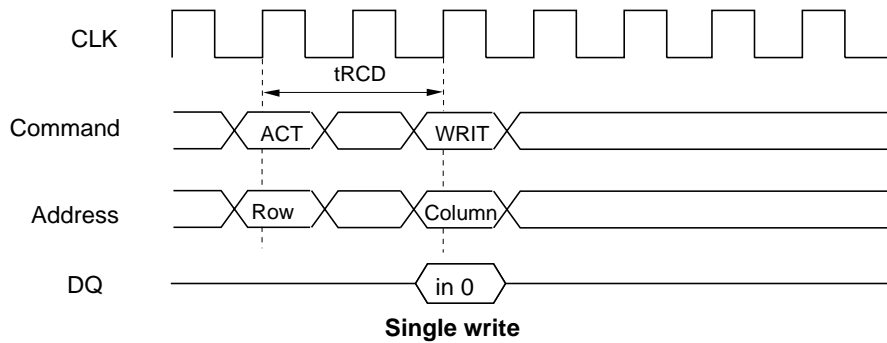 CLK
tRCD
Command
ACT
WRIT
Address
Row
Column
DQ
in 0
Single write